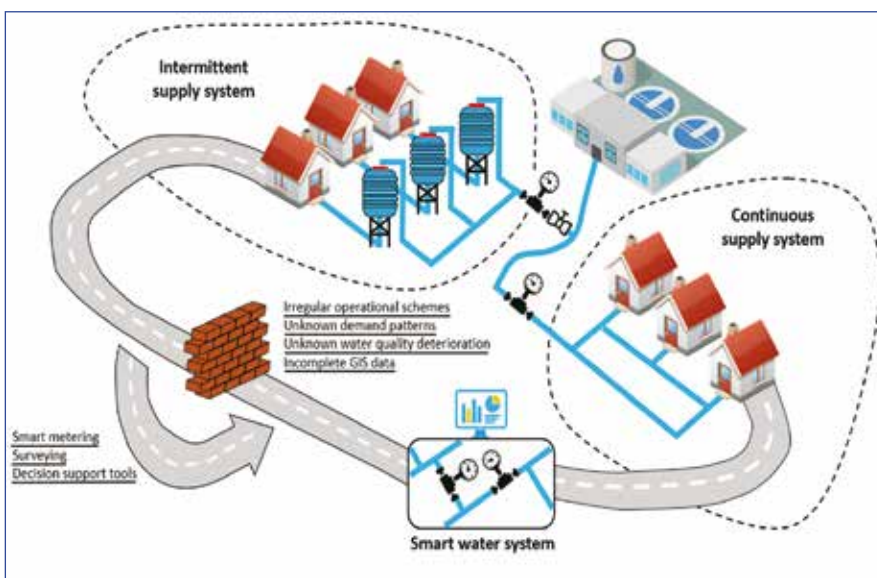 Intermittent
supply system
Continuous
supply system
Irregular operational schemes
Unknown demand patterns
Unknown water quality deterioration
Incomplete GIS data
Smart metering
Surveying
Decision support tools
Smart water system